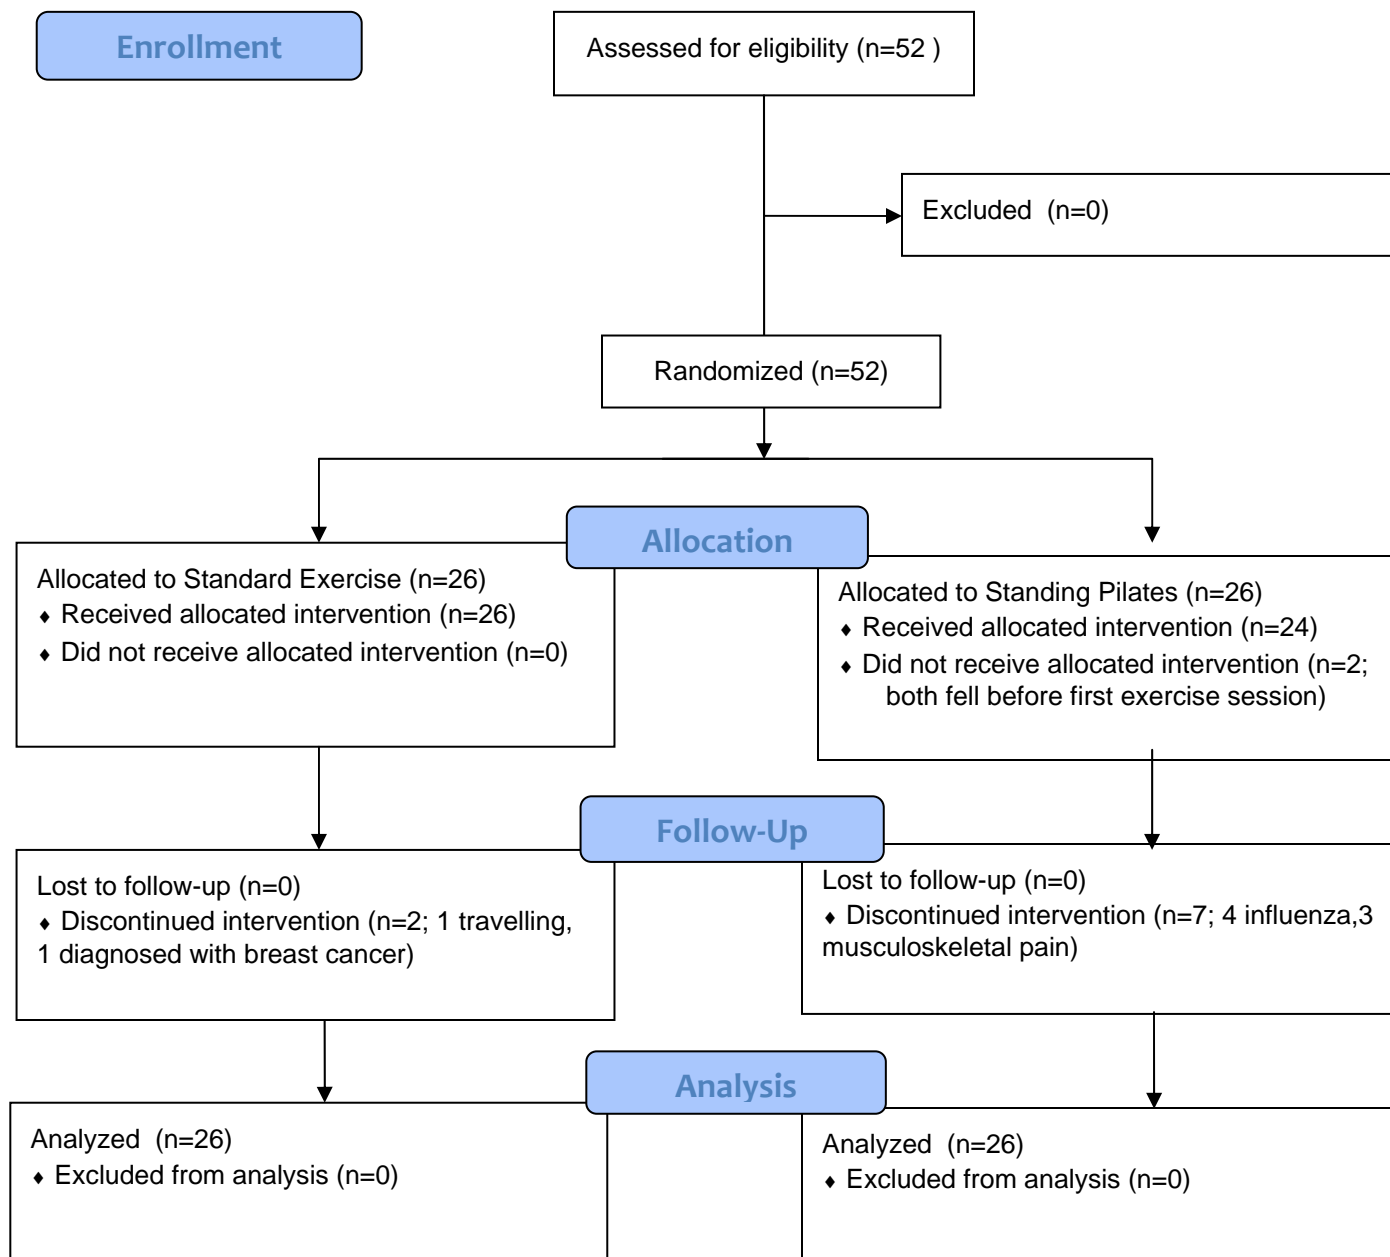 Enrollment
Assessed for eligibility (n=52 )
Excluded  (n=0)
Randomized (n=52)
Allocation
Allocated to Standard Exercise (n=26)
♦ Received allocated intervention (n=26)
♦ Did not receive allocated intervention (n=0)
Allocated to Standing Pilates (n=26)
♦ Received allocated intervention (n=24)
♦ Did not receive allocated intervention (n=2;
both fell before first exercise session)
Follow-Up
Lost to follow-up (n=0)
♦ Discontinued intervention (n=2; 1 travelling,
1 diagnosed with breast cancer)
Lost to follow-up (n=0)
♦ Discontinued intervention (n=7; 4 influenza,3
musculoskeletal pain)
Analysis
Analyzed  (n=26)
♦ Excluded from analysis (n=0)
Analyzed  (n=26)
♦ Excluded from analysis (n=0)